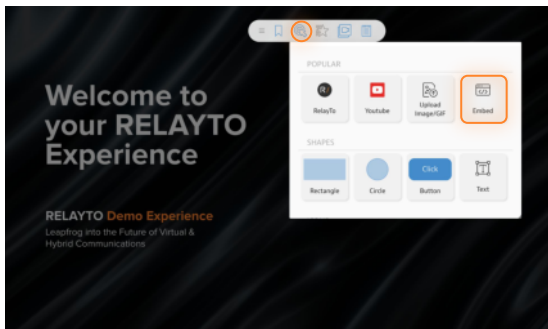 Welcome to
your RELAYTO
Experience
RELAYTO Demo Experience
Leapfrog into the Future of Virtual &
Hybrid Communications
POPULAR
RelayTo
Youtube
Upload
Image/GIF
Embed
SHAPES
Rectangle
Circle
Click
Button
Text